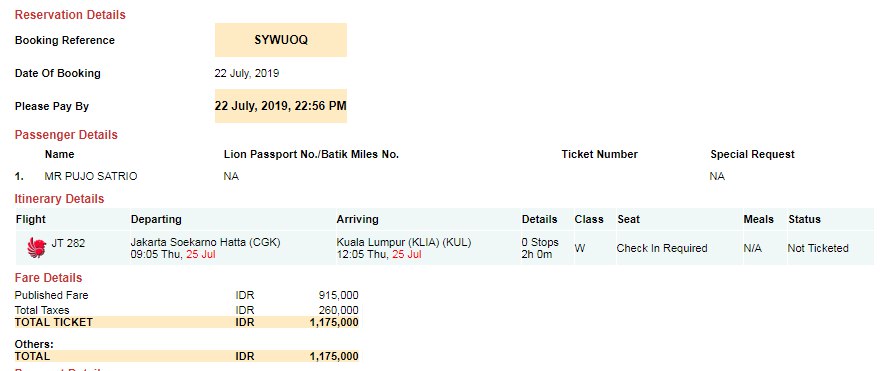 Reservation Details
Booking Reference SYWUOQ
Date Of Booking 22 July, 2019
Please Pay By 22 July, 2019, 22:56 PM
Passenger Details
Name Lion Passport No./Batik Miles No. Ticket Number Special Request
1. MR PUJO SATRIO NA NA
Itinerary Details
Flight Departing Arriving Details Class Seat Meals Status
JT 282 Jakarta Soekarno Hatta (CGK) Kuala Lumpur (KLIA) (KUL) 0 Stops W Check In Required N/A Not Ticketed
09:05 Thu, 25 Jul 12:05 Thu, 25 Jul 2h 0m
Fare Details
Published Fare IDR 915,000
Total Taxes IDR 260,000
TOTAL TICKET IDR 1,175,000
Others:
TOTAL IDR 1,175,000